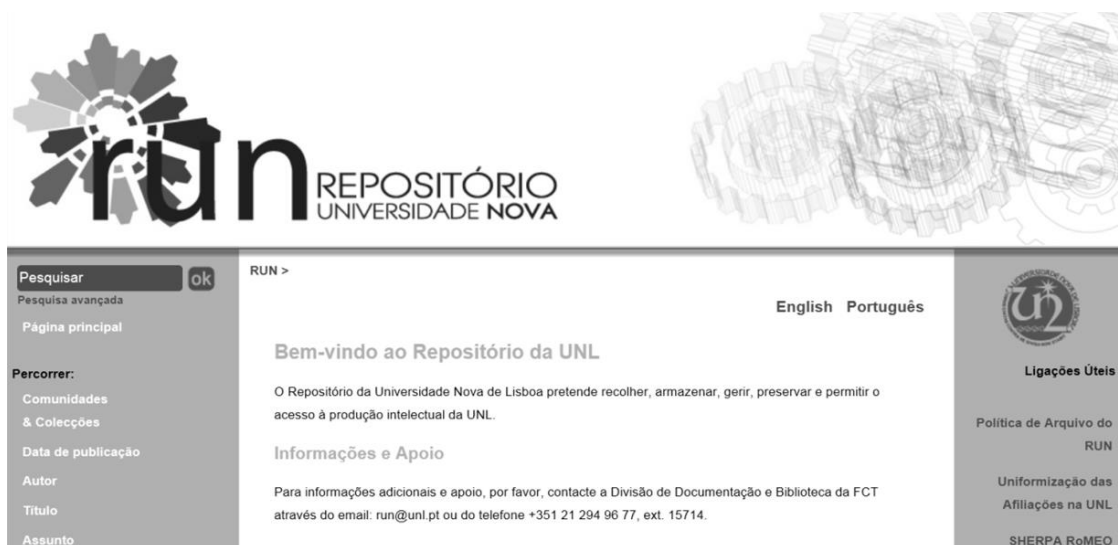 run REPOSITÓRIO
UNIVERSIDADE NOVA
Pesquisar ok
Pesquisa avançada
Página principal
Percorrer:
Comunidades
& Colecções
Data de publicação
Autor
Título
Assunto
RUN >
English Português
Bem-vindo ao Repositório da UNL
O Repositório da Universidade Nova de Lisboa pretende recolher, armazenar, gerir, preservar e permitir o
acesso à produção intelectual da UNL.
Informações e Apoio
Para informações adicionais e apoio, por favor, contacte a Divisão de Documentação e Biblioteca da FCT
através do email: run@unl.pt ou do telefone +351 21 294 96 77, ext. 15714.
Ligações Úteis
Política de Arquivo do
RUN
Uniformização das
Afiliações na UNL
SHERPA RoMEO